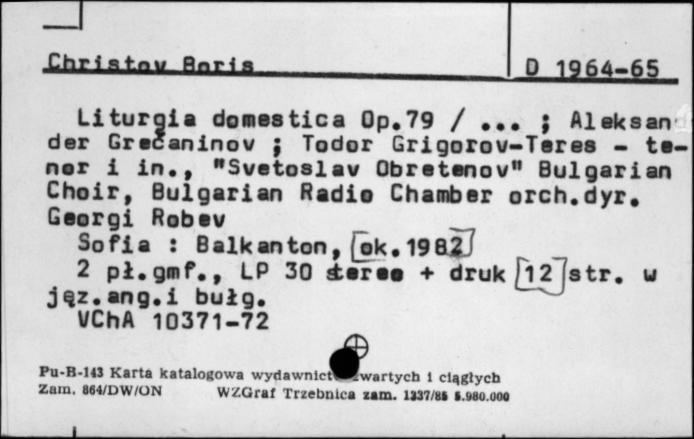 Christov Boris
D 1964-65
Liturgia domestica Op.79 / ... ; Aleksan
der Grečaninov ; Todor Grigorov-Teres - te-
nor i in., "Svetoslav Obretenov" Bulgarian
Choir, Bulgarian Radio Chamber orch.dyr.
Georgi Robev
Sofia : Balkanton, [ok.1982]
2 pł.gmf., LP 30 stereo + druk [12] str. w
jęz.ang.i bułg.
VChA 10371-72
Pu-B-143 Karta katalogowa wydawnict zwartych i ciągłych
Zam. 864/DW/ON WZGraf Trzebnica zam. 1337/85 5.980.000